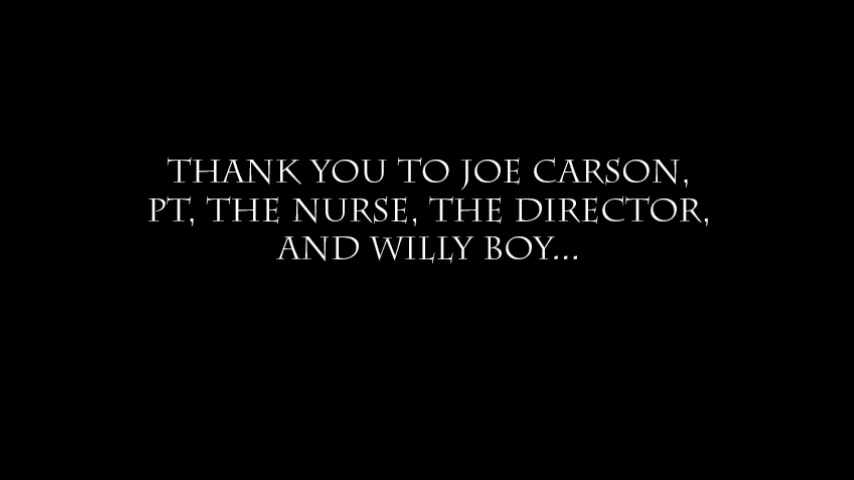 THANK YOU TO JOE CARSON,
PT, THE NURSE, THE DIRECTOR,
AND WILLY BOY...